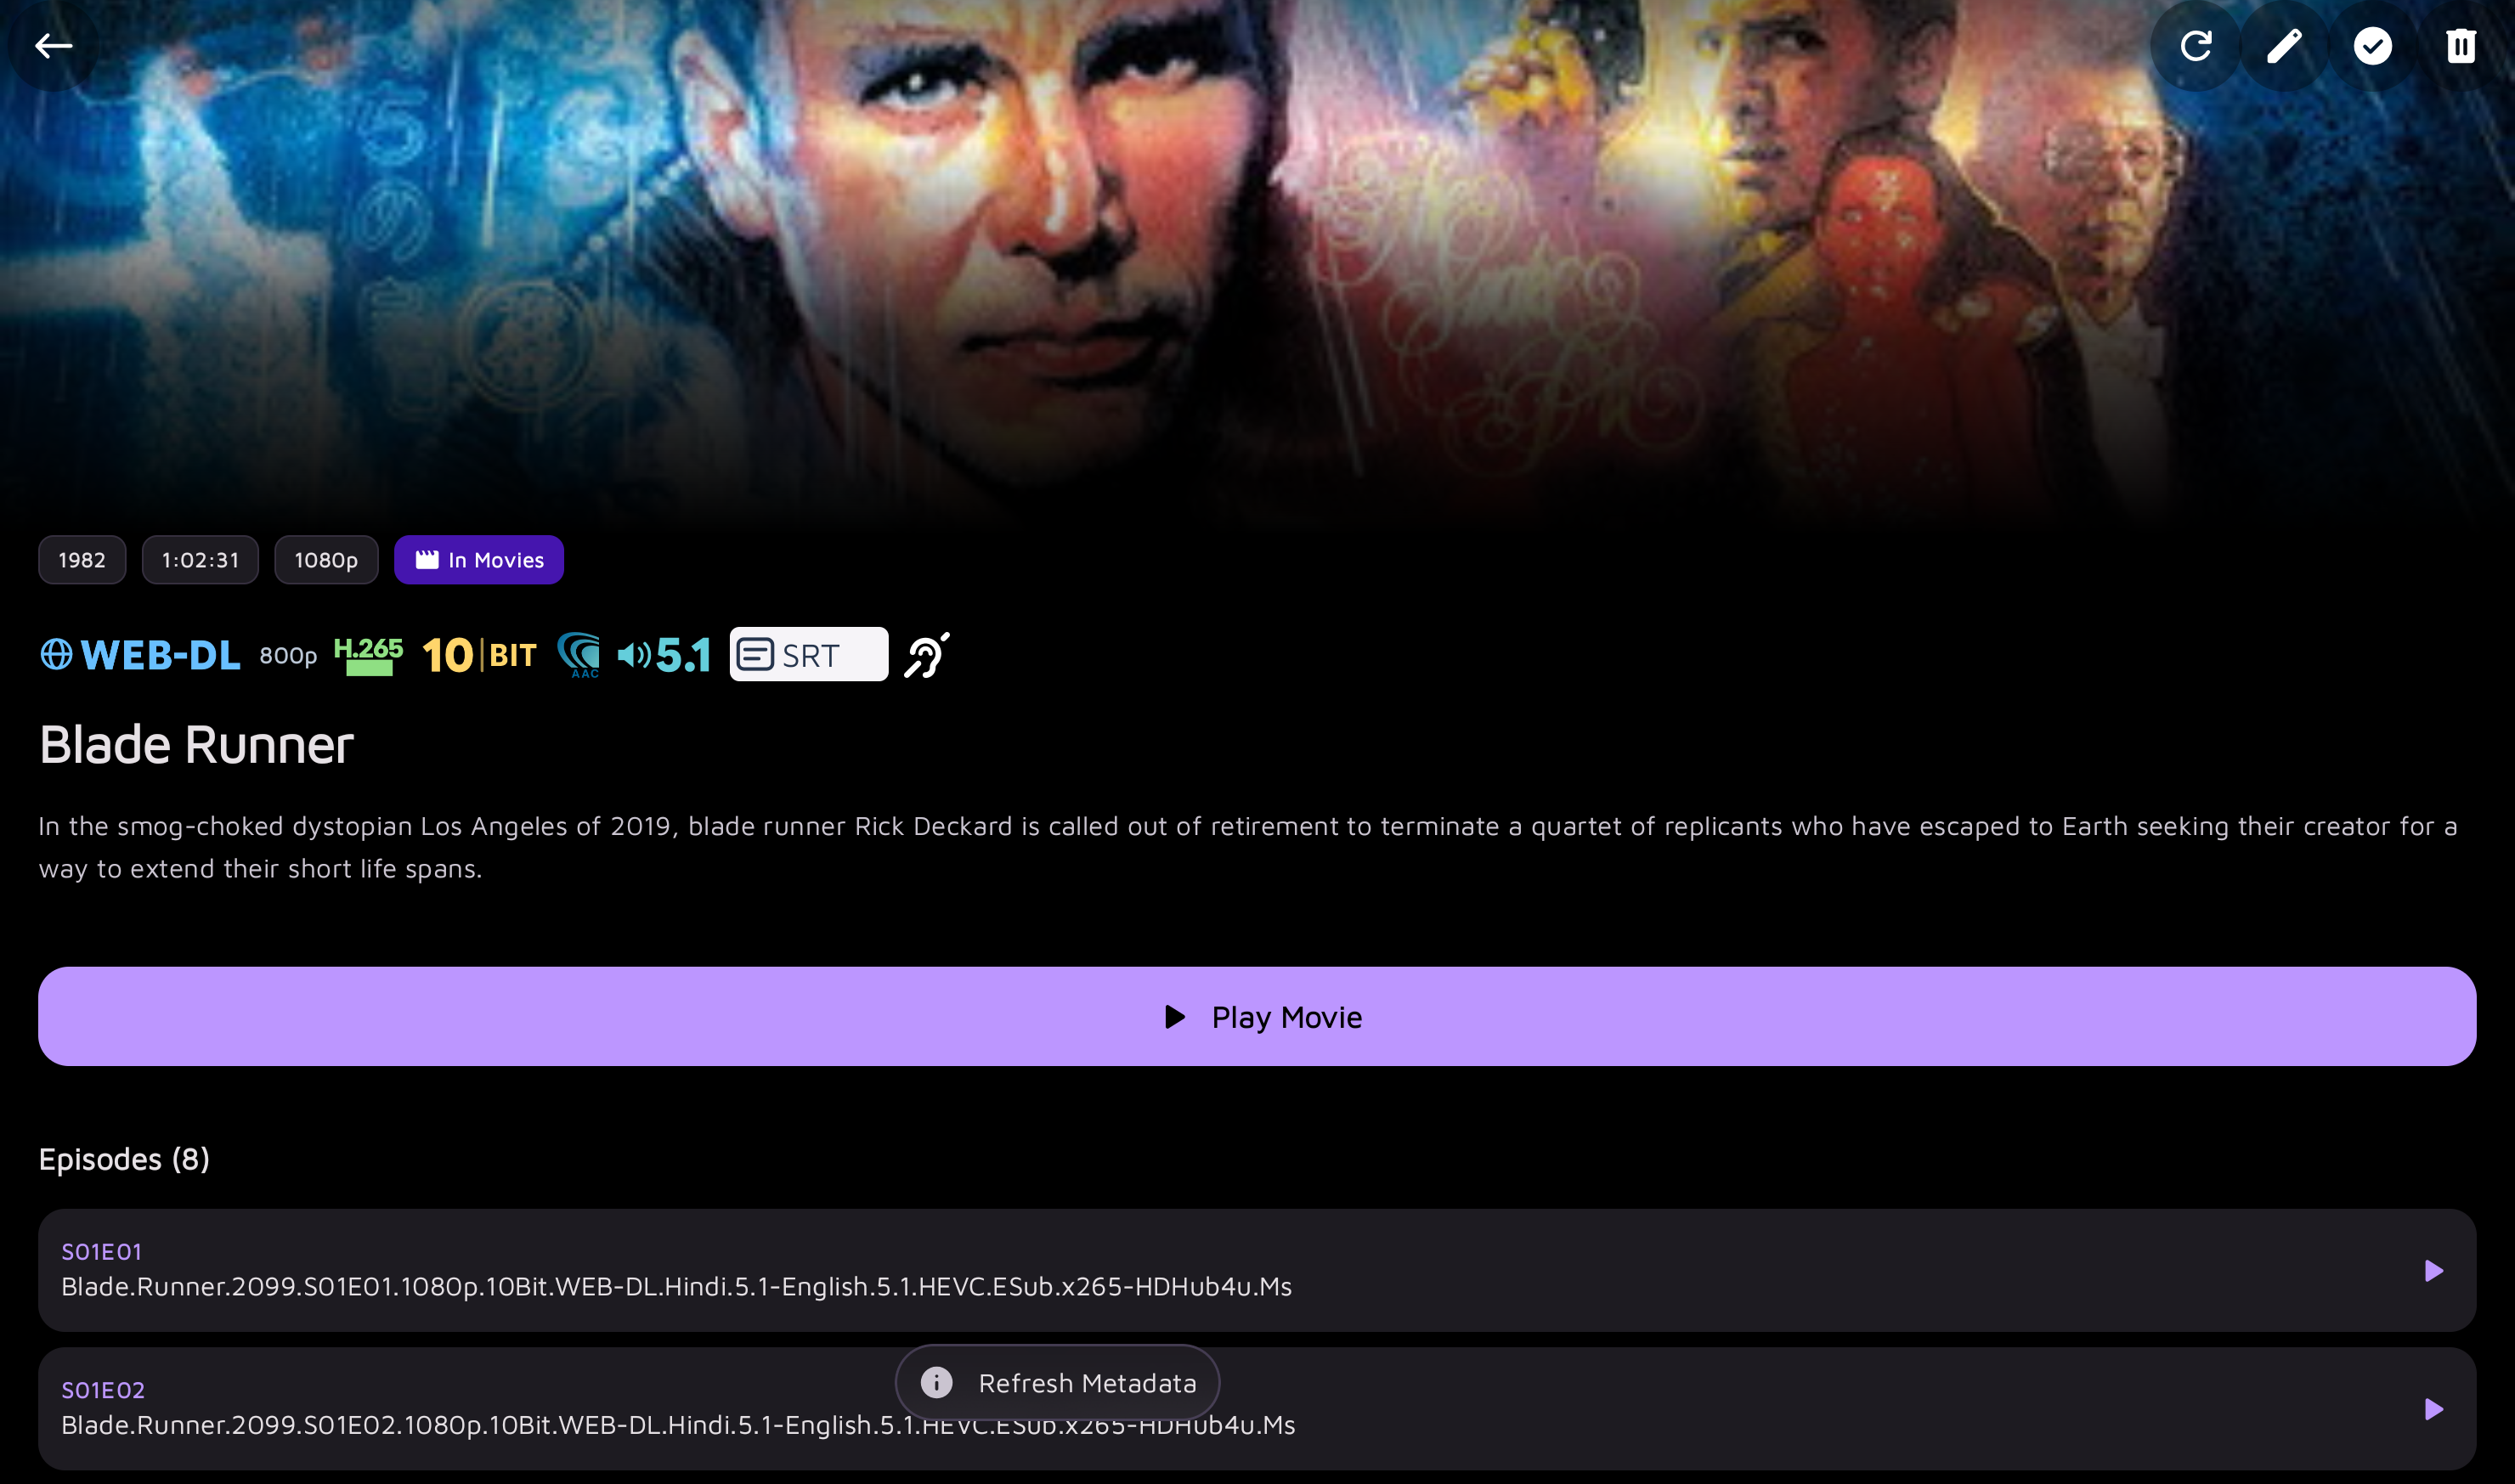 1982 1:02:31 1080p In Movies
WEB-DL 800p H.265 10 BIT AAC 5.1 SRT
Blade Runner
In the smog-choked dystopian Los Angeles of 2019, blade runner Rick Deckard is called out of retirement to terminate a quartet of replicants who have escaped to Earth seeking their creator for a
way to extend their short life spans.
Play Movie
Episodes (8)
S01E01
Blade.Runner.2099.S01E01.1080p.10Bit.WEB-DL.Hindi.5.1-English.5.1.HEVC.ESub.x265-HDHub4u.Ms
S01E02
Refresh Metadata
Blade.Runner.2099.S01E02.1080p.10Bit.WEB-DL.Hindi.5.1-English.5.1.HEVC.ESub.x265-HDHub4u.Ms